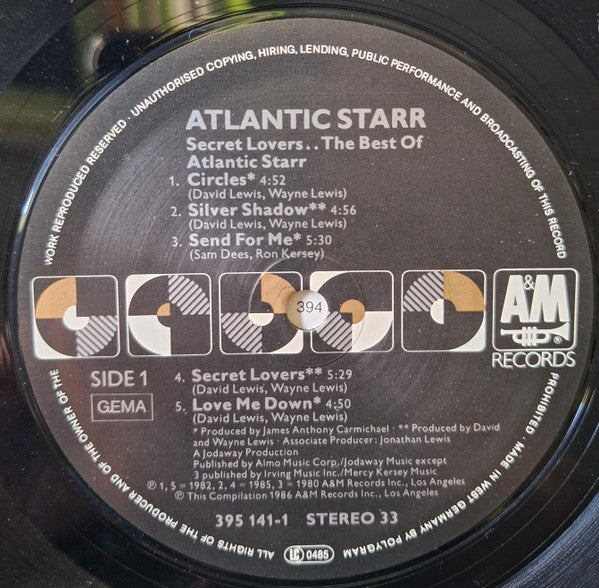 WORK REPRODUCED RESERVED · UNAUTHORISED COPYING, HIRING, LENDING, PUBLIC PERFORMANCE AND BROADCASTING OF THIS RECORD
ATLANTIC STARR
Secret Lovers..The Best Of
Atlantic Starr
1. Circles* 4:52
(David Lewis, Wayne Lewis)
2. Silver Shadow** 4:56
(David Lewis, Wayne Lewis)
3. Send For Me* 5:30
(Sam Dees, Ron Kersey)
394
A&M
RECORDS
SIDE 1
GEMA
4. Secret Lovers** 5:29
(David Lewis, Wayne Lewis)
5. Love Me Down* 4:50
(David Lewis, Wayne Lewis)
* Produced by James Anthony Carmichael · ** Produced by David
and Wayne Lewis · Associate Producer: Jonathan Lewis
A Jodaway Production
Published by Almo Music Corp./Jodaway Music except
3 published by Irving Music Inc./Mercy Kersey Music
℗ 1, 5 = 1982, 2, 4 = 1985, 3 = 1980 A&M Records Inc., Los Angeles
℗ This Compilation 1986 A&M Records Inc., Los Angeles
395 141-1 STEREO 33
LC 0485
ALL RIGHTS OF THE PRODUCER AND OF THE OWNER OF THE
PROHIBITED · MADE IN WEST GERMANY BY POLYGRAM